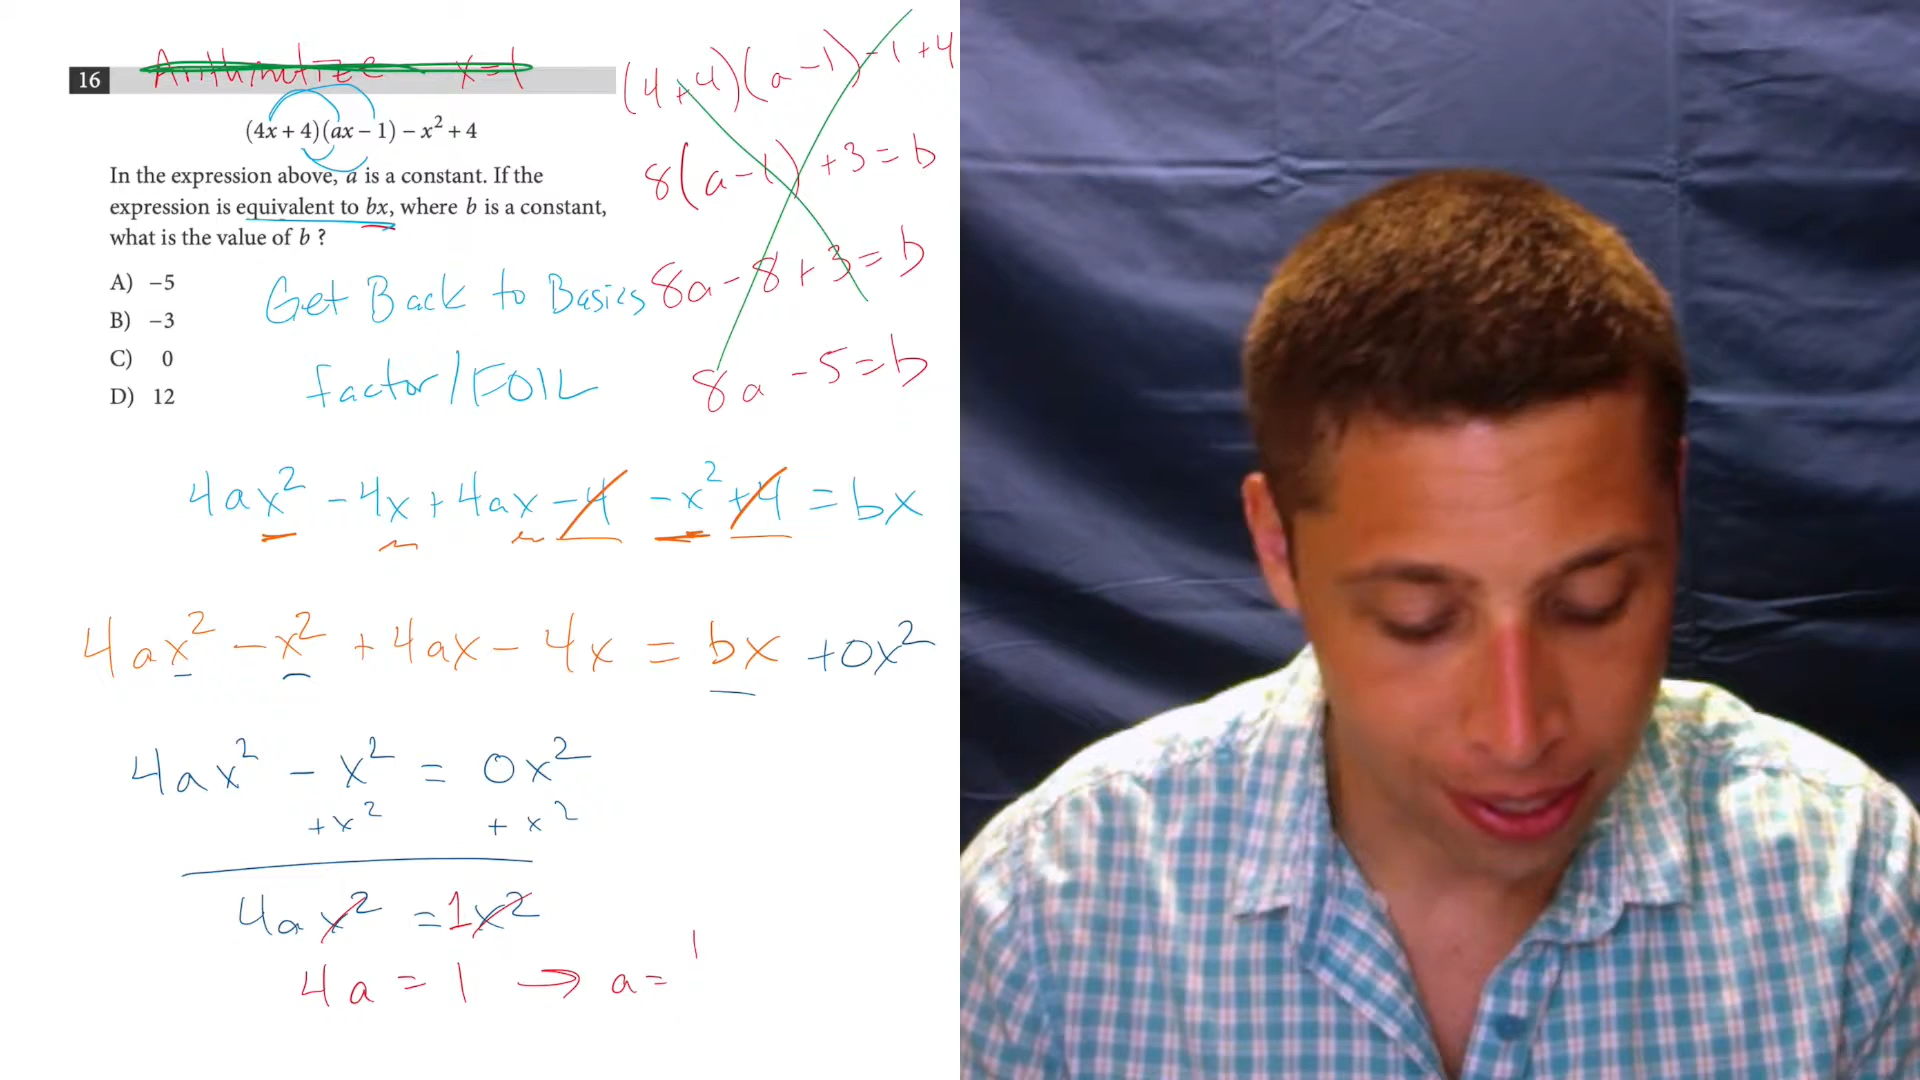 Arithmetize x=1
16
(4x + 4)(ax − 1) − x² + 4
In the expression above, a is a constant. If the
expression is equivalent to bx, where b is a constant,
what is the value of b ?
A) −5
B) −3
C) 0
D) 12
(4+4)(a−1)−1+4
8(a−1)+3=b
8a−8+3=b
8a−5=b
Get Back to Basics
factor/FOIL
4ax² −4x +4ax −4 −x² +4 = bx
4ax² − x² + 4ax − 4x = bx + 0x²
4ax² − x² = 0x²
+x² + x²
4ax² = 1x²
4a = 1 → a = 1